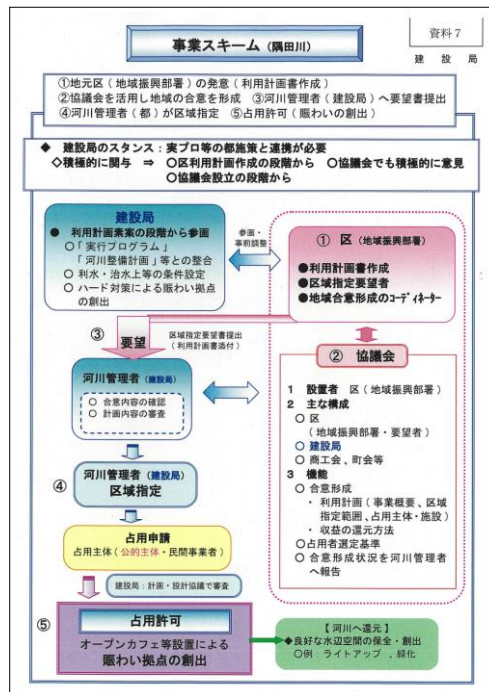 資料7
建設局
事業スキーム(隅田川)
①地元区(地域振興部署)の発意(利用計画書作成)
②協議会を活用し地域の合意を形成 ③河川管理者(建設局)へ要望書提出
④河川管理者(都)が区域指定 ⑤占用許可(賑わいの創出)
◆ 建設局のスタンス:実プロ等の都施策と連携が必要
◇積極的に関与 ⇒ ○区利用計画作成の段階から ○協議会でも積極的に意見
○協議会設立の段階から
建設局
● 利用計画素案の段階から参画
○「実行プログラム」
「河川整備計画」等との整合
○ 利水・治水上等の条件設定
○ ハード対策による賑わい拠点
の創出
参画・
事前調整
① 区(地域振興部署)
●利用計画書作成
●区域指定要望者
●地域合意形成のコーディネーター
③ 要望
区域指定要望書提出
(利用計画書添付)
河川管理者(建設局)
○ 合意内容の確認
○ 計画内容の審査
② 協議会
1 設置者 区(地域振興部署)
2 主な構成
○ 区
(地域振興部署・要望者)
○ 建設局
○ 商工会、町会等
3 機能
○ 合意形成
・ 利用計画(事業概要、区域
指定範囲、占用主体・施設)
・ 収益の還元方法
○占用者選定基準
○ 合意形成状況を河川管理者
へ報告
④ 河川管理者(建設局)
区域指定
占用申請
占用主体(公的主体・民間事業者)
建設局:計画・設計協議で審査
⑤ 占用許可
オープンカフェ等設置による
賑わい拠点の創出
【河川へ還元】
◆良好な水辺空間の保全・創出
○例:ライトアップ、緑化